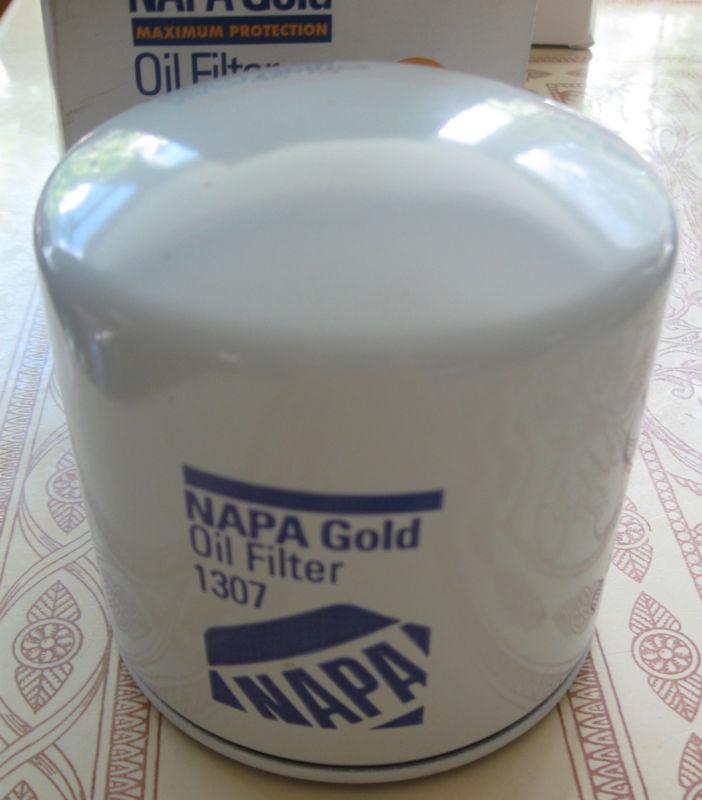 NAPA Gold
MAXIMUM PROTECTION
Oil Filter
NAPA Gold
Oil Filter
1307
NAPA